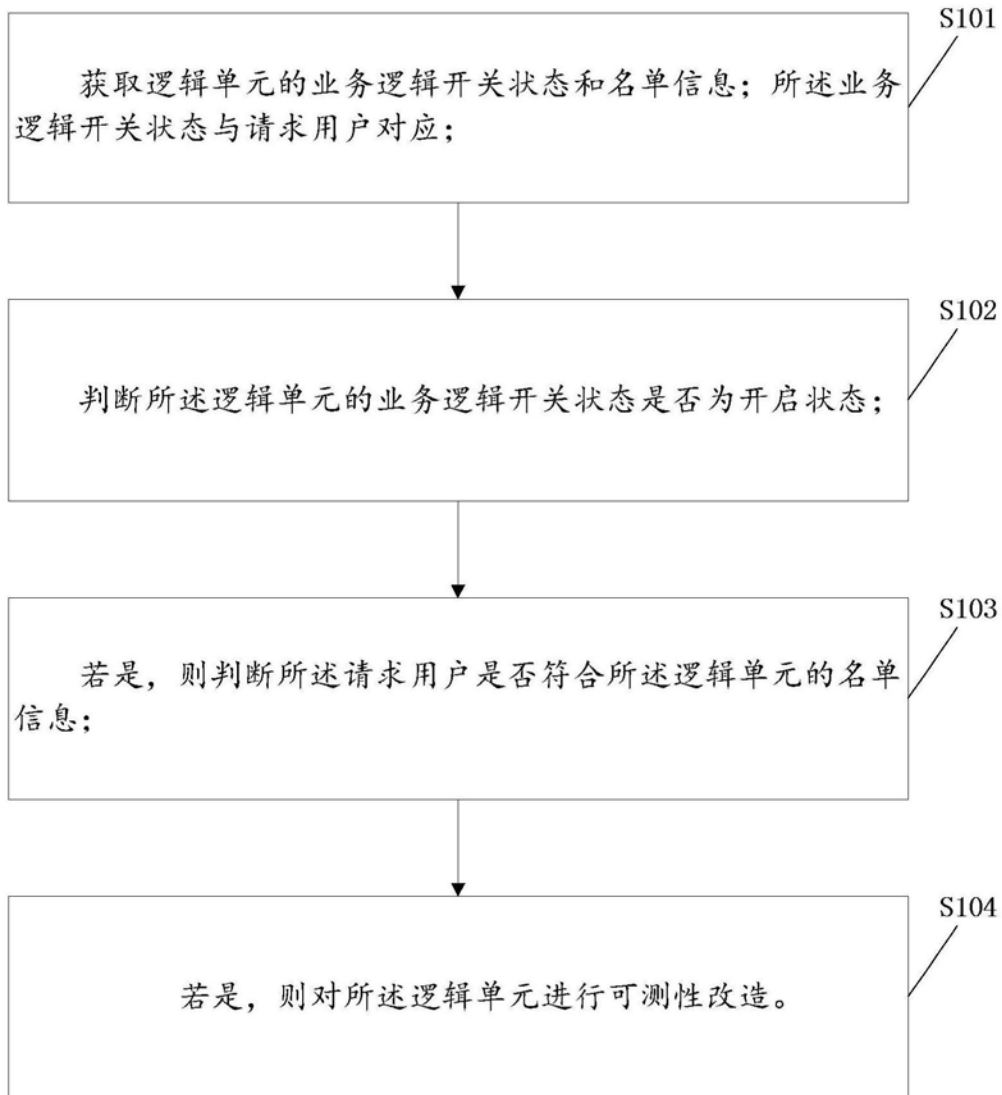 S101
获取逻辑单元的业务逻辑开关状态和名单信息；所述业务
逻辑开关状态与请求用户对应；
S102
判断所述逻辑单元的业务逻辑开关状态是否为开启状态；
S103
若是，则判断所述请求用户是否符合所述逻辑单元的名单
信息；
S104
若是，则对所述逻辑单元进行可测性改造。